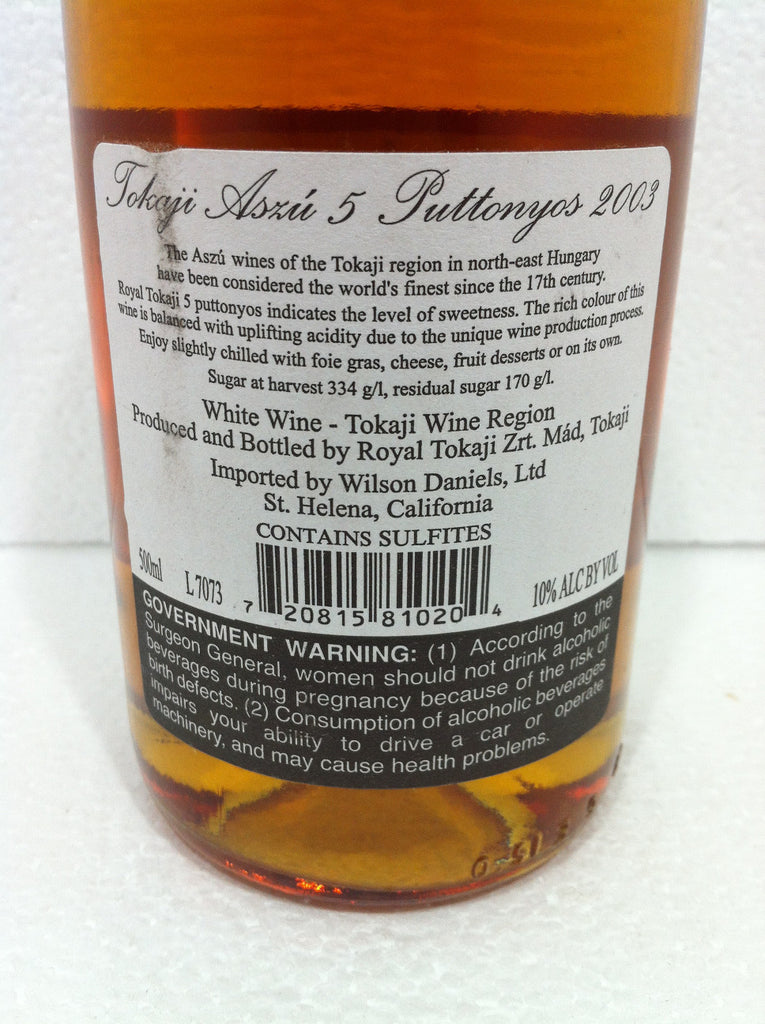 Tokaji Aszú 5 Puttonyos 2003
The Aszú wines of the Tokaji region in north-east Hungary
have been considered the world's finest since the 17th century.
Royal Tokaji 5 puttonyos indicates the level of sweetness. The rich colour of this
wine is balanced with uplifting acidity due to the unique wine production process.
Enjoy slightly chilled with foie gras, cheese, fruit desserts or on its own.
Sugar at harvest 334 g/l, residual sugar 170 g/l.
White Wine - Tokaji Wine Region
Produced and Bottled by Royal Tokaji Zrt. Mád, Tokaji
Imported by Wilson Daniels, Ltd
St. Helena, California
CONTAINS SULFITES
500ml L 7073 10% ALC BY VOL
7 20815 81020 4
GOVERNMENT WARNING: (1) According to the
Surgeon General, women should not drink alcoholic
beverages during pregnancy because of the risk of
birth defects. (2) Consumption of alcoholic beverages
impairs your ability to drive a car or operate
machinery, and may cause health problems.